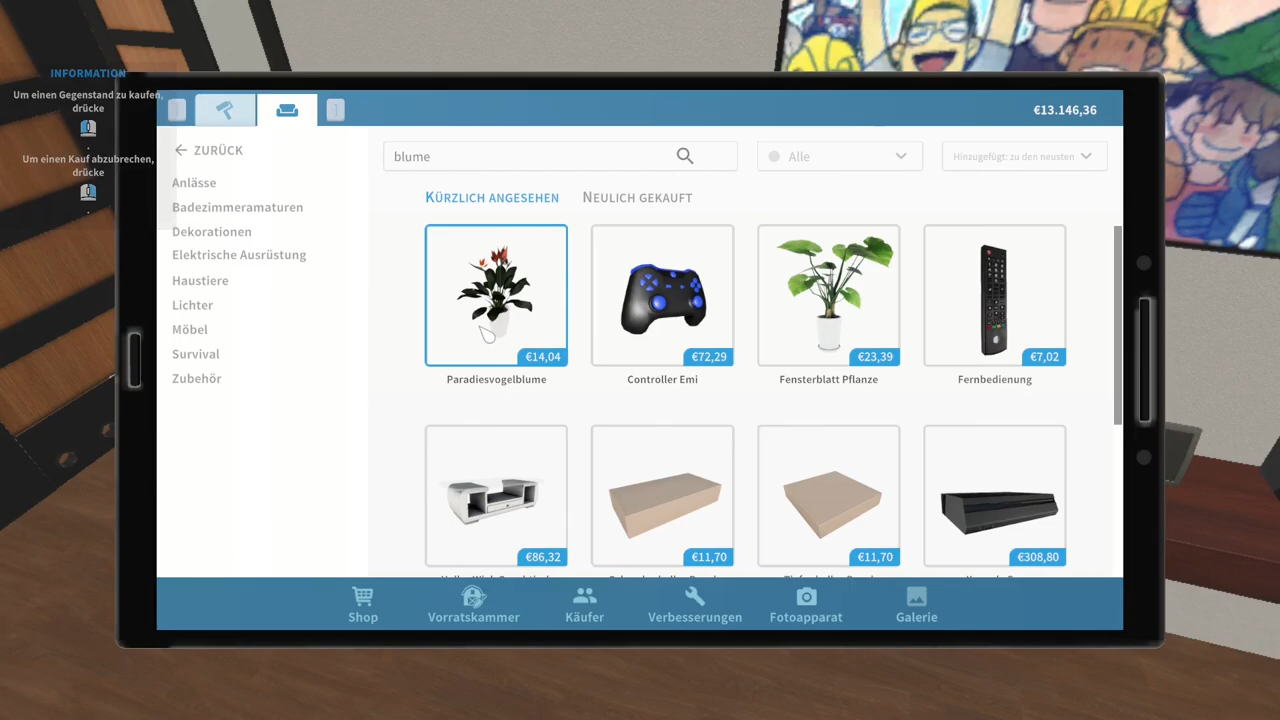 INFORMATION
Um einen Gegenstand zu kaufen,
drücke
.
Um einen Kauf abzubrechen,
drücke
.
€13.146,36
ZURÜCK
Anlässe
Badezimmeramaturen
Dekorationen
Elektrische Ausrüstung
Haustiere
Lichter
Möbel
Survival
Zubehör
blume
Alle
Hinzugefügt: zu den neusten
KÜRZLICH ANGESEHEN
NEULICH GEKAUFT
€14,04
€72,29
€23,39
€7,02
Paradiesvogelblume
Controller Emi
Fensterblatt Pflanze
Fernbedienung
€86,32
€11,70
€11,70
€308,80
Shop
Vorratskammer
Käufer
Verbesserungen
Fotoapparat
Galerie